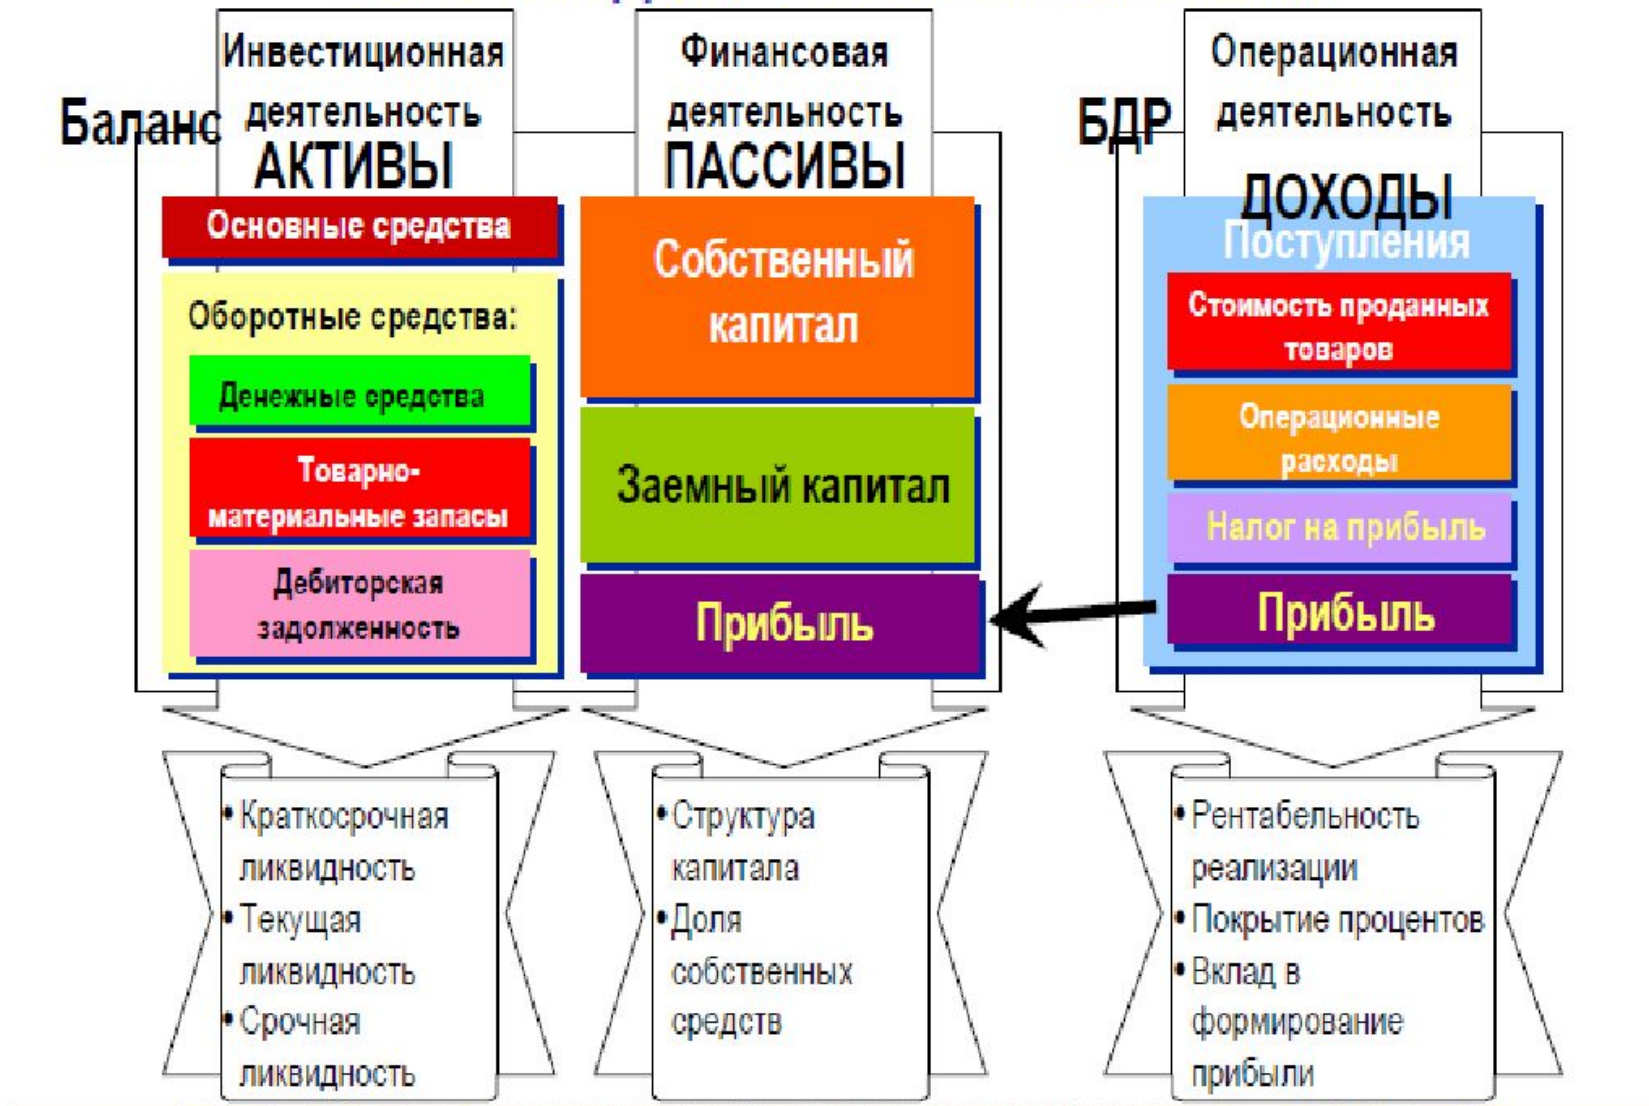 Баланс
Инвестиционная
деятельность
АКТИВЫ
Основные средства
Оборотные средства:
Денежные средства
Товарно-
материальные запасы
Дебиторская
задолженность
Финансовая
деятельность
ПАССИВЫ
Собственный
капитал
Заемный капитал
Прибыль
БДР
Операционная
деятельность
ДОХОДЫ
Поступления
Стоимость проданных
товаров
Операционные
расходы
Налог на прибыль
Прибыль
• Краткосрочная
ликвидность
• Текущая
ликвидность
• Срочная
ликвидность
• Структура
капитала
• Доля
собственных
средств
• Рентабельность
реализации
• Покрытие процентов
• Вклад в
формирование
прибыли